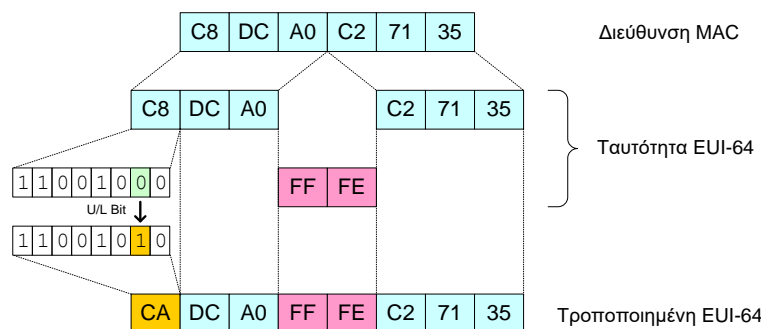 C8 DC A0 C2 71 35 Διεύθυνση MAC
C8 DC A0 C2 71 35
Ταυτότητα EUI-64
1 1 0 0 1 0 0 0 FF FE
U/L Bit
1 1 0 0 1 0 1 0
CA DC A0 FF FE C2 71 35 Τροποποιημένη EUI-64